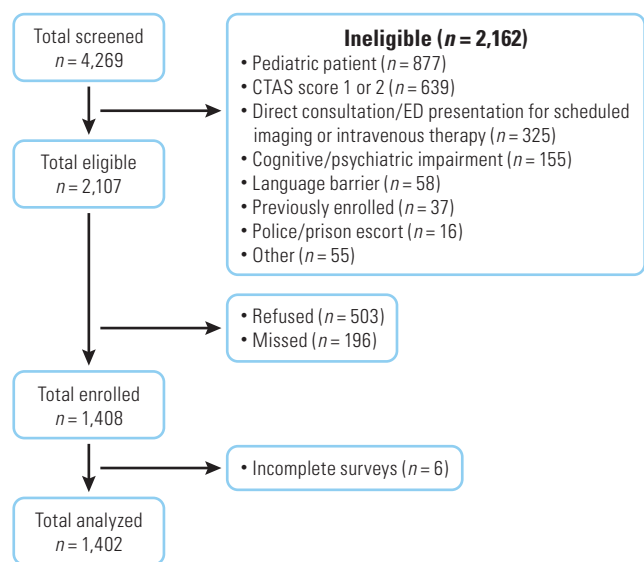 Total screened
n = 4,269
Ineligible (n = 2,162)
• Pediatric patient (n = 877)
• CTAS score 1 or 2 (n = 639)
• Direct consultation/ED presentation for scheduled
imaging or intravenous therapy (n = 325)
• Cognitive/psychiatric impairment (n = 155)
• Language barrier (n = 58)
• Previously enrolled (n = 37)
• Police/prison escort (n = 16)
• Other (n = 55)
Total eligible
n = 2,107
• Refused (n = 503)
• Missed (n = 196)
Total enrolled
n = 1,408
• Incomplete surveys (n = 6)
Total analyzed
n = 1,402